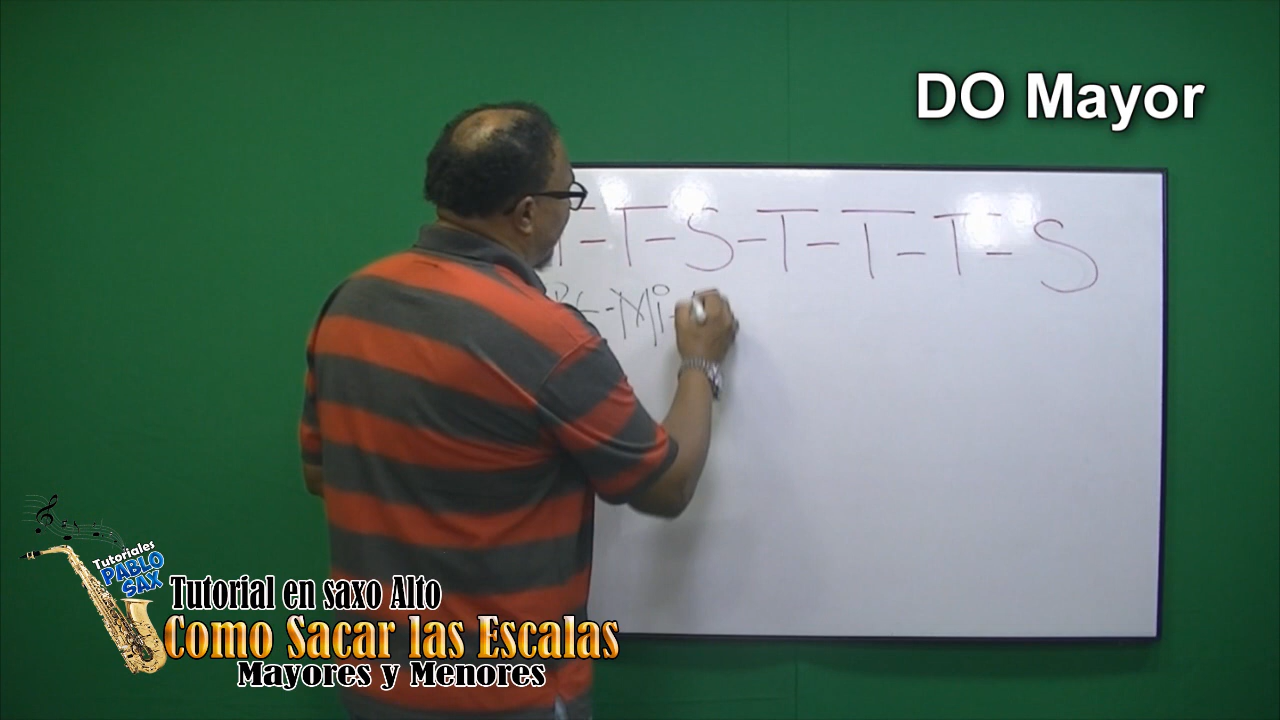 DO Mayor
T-T-S-T-T-T-S
-Mi-
Tutoriales
PABLO
SAX
Tutorial en saxo Alto
Como Sacar las Escalas
Mayores y Menores